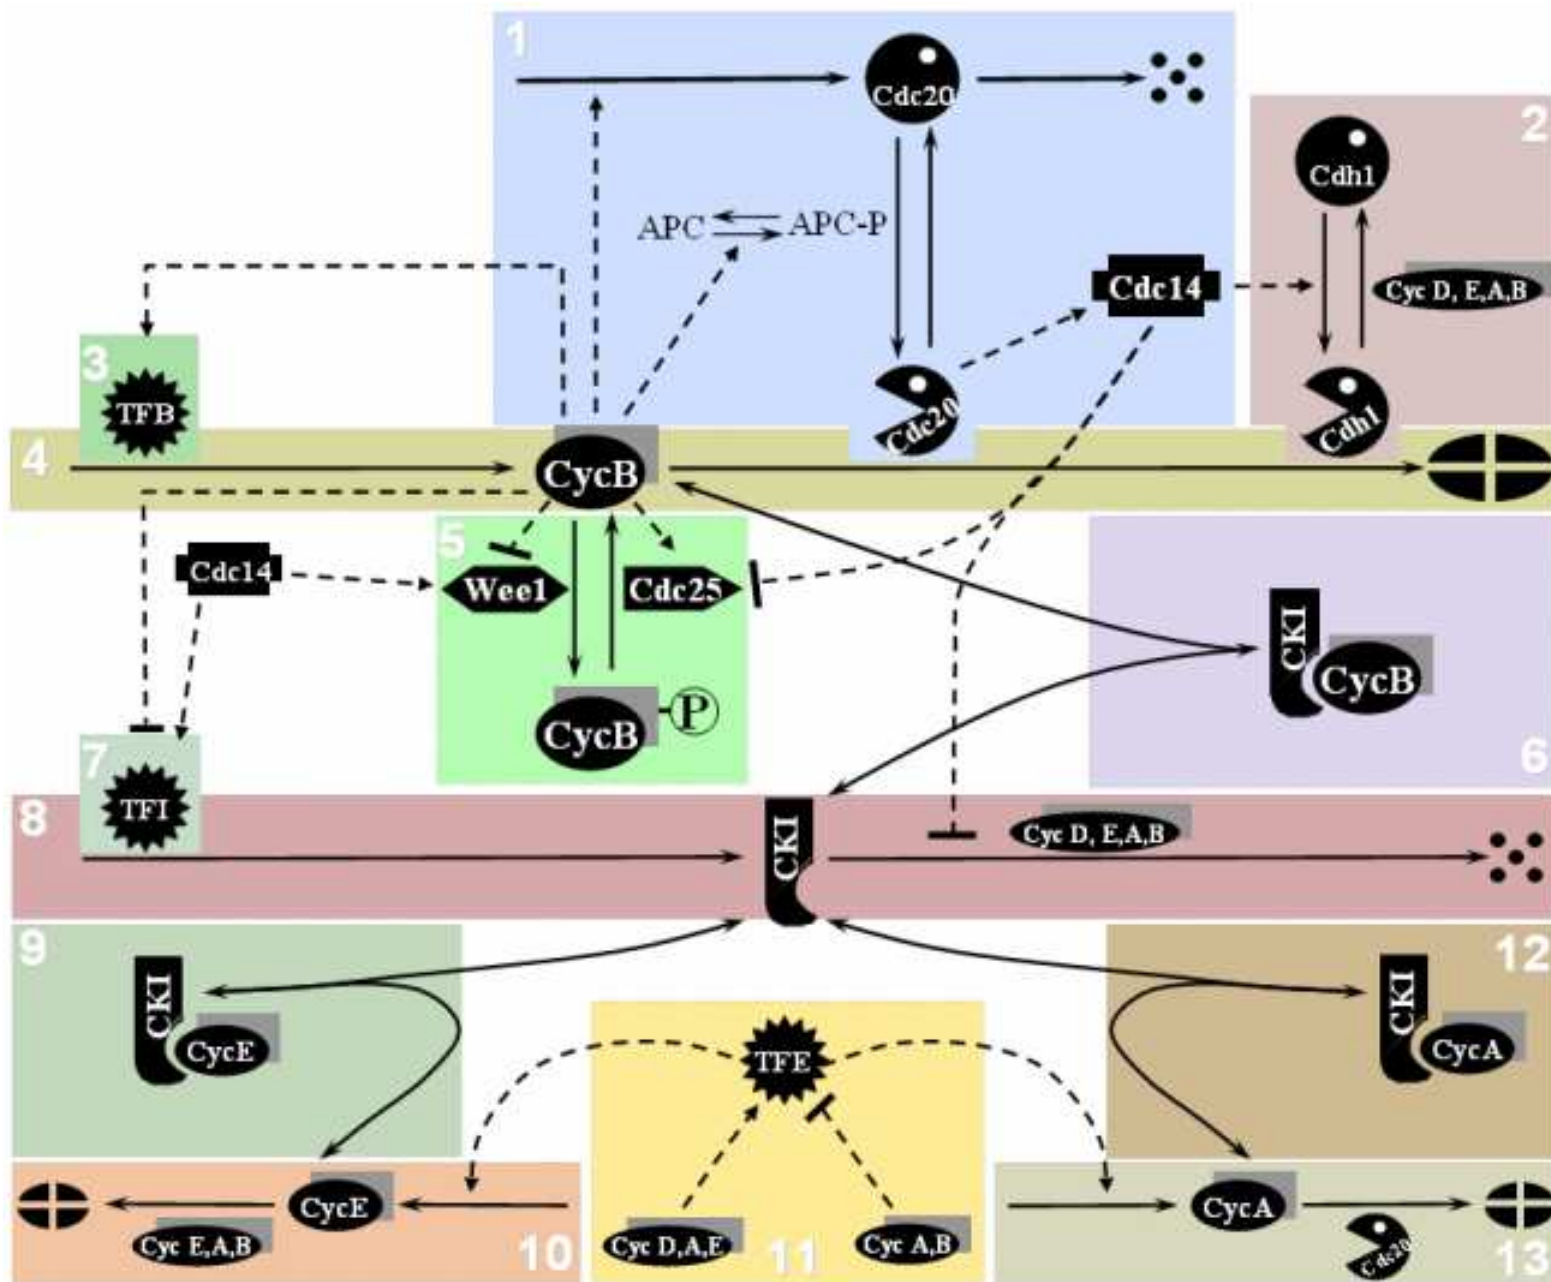 1
Cdc20
2
Cdh1
APC
APC-P
Cdc14
Cyc D, E,A,B
3
TFB
Cdc20
Cdh1
4
CycB
5
Cdc14
Wee1
Cdc25
CKI
CycB
CycB
P
6
7
TFI
8
CKI
Cyc D, E,A,B
9
CKI
CycE
12
CKI
CycA
TFE
CycE
CycA
Cyc E,A,B
10
Cyc D,A,E
11
Cyc A,B
Cdc20
13